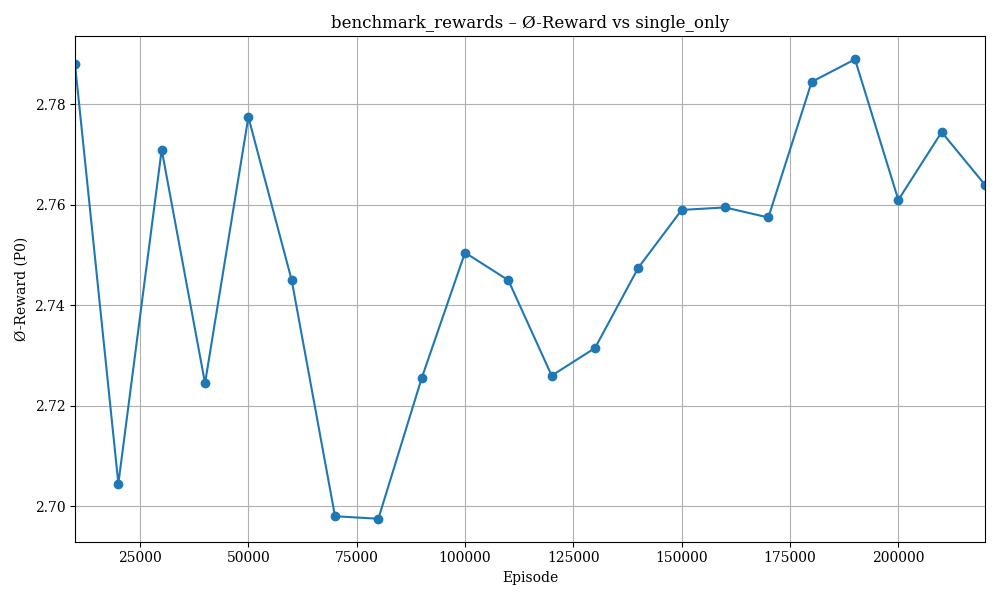 benchmark_rewards – Ø-Reward vs single_only
Ø-Reward (P0)
2.78
2.76
2.74
2.72
2.70
25000 50000 75000 100000 125000 150000 175000 200000
Episode